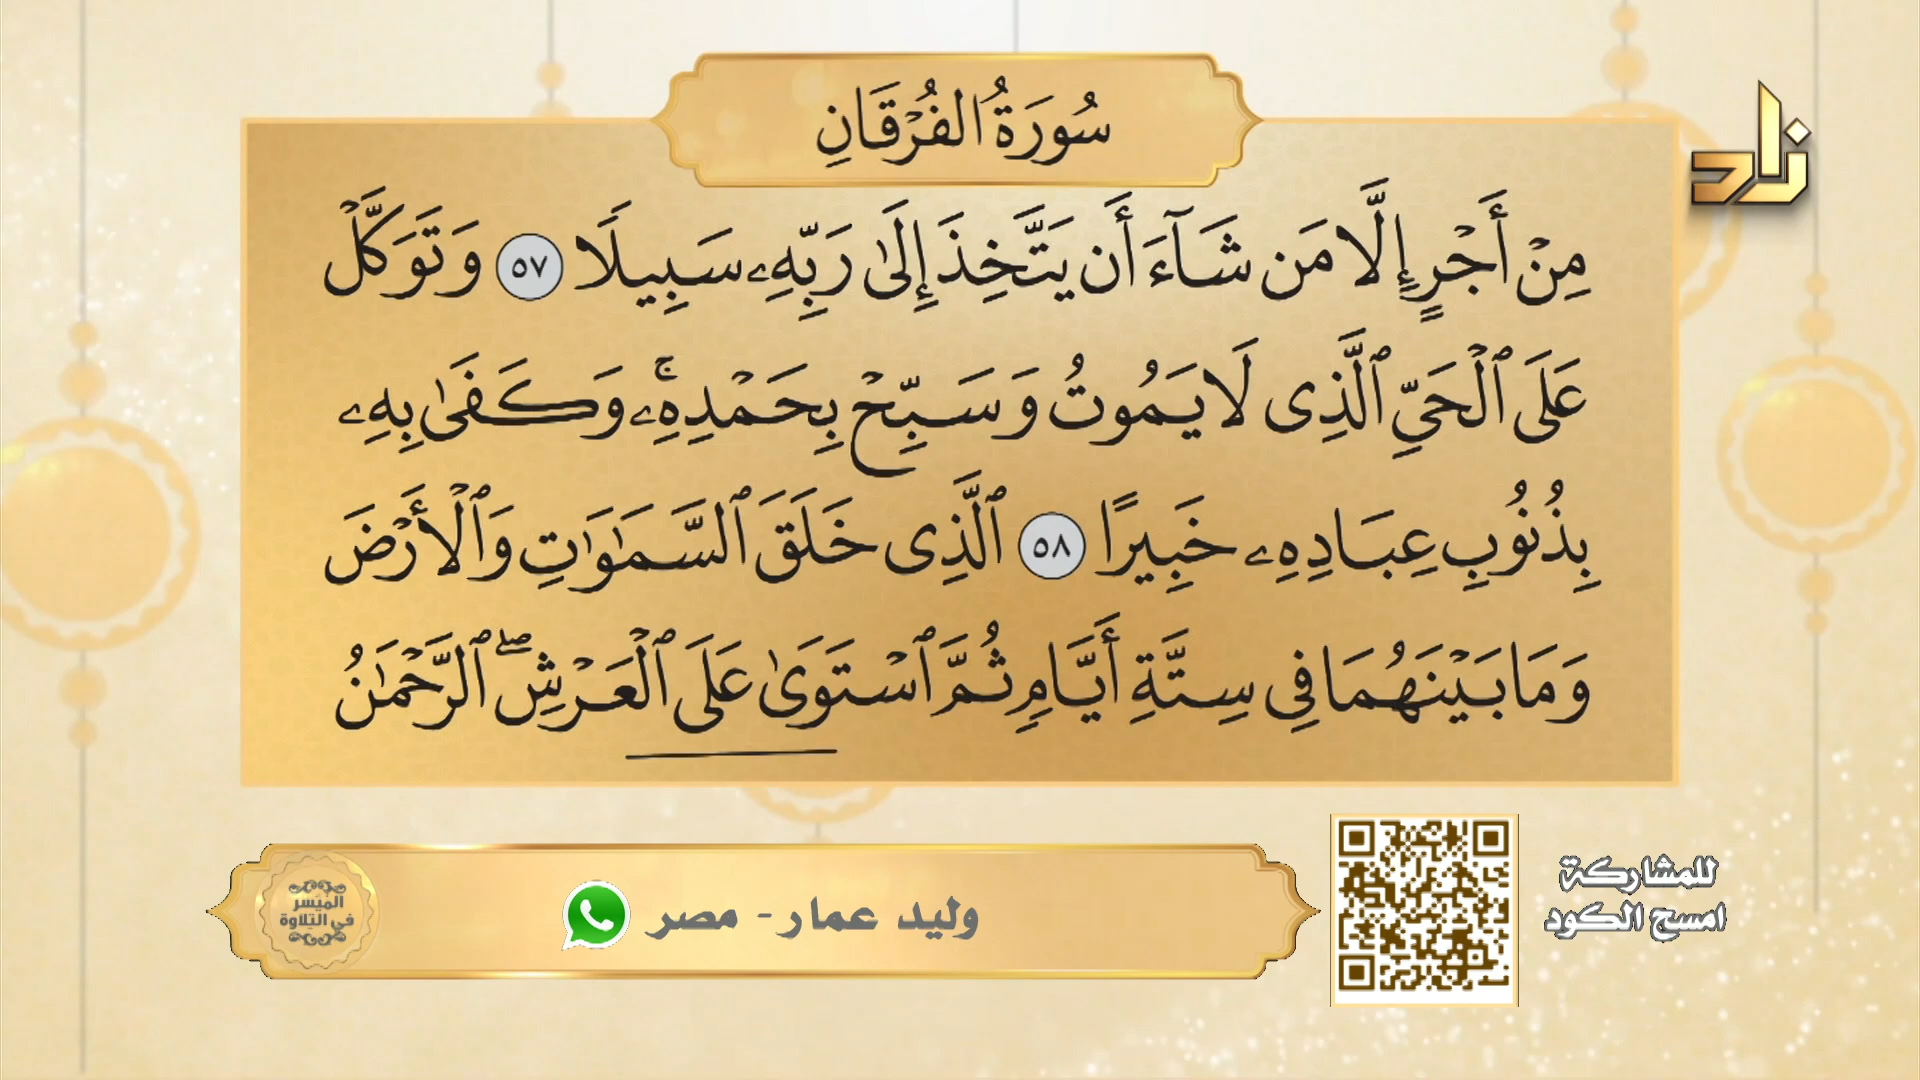 سُورَةُ الفُرْقَانِ
زاد
مِنْ أَجْرٍ إِلَّا مَن شَآءَ أَن يَتَّخِذَ إِلَىٰ رَبِّهِۦ سَبِيلًا ٥٧ وَتَوَكَّلْ
عَلَى ٱلْحَيِّ ٱلَّذِى لَا يَمُوتُ وَسَبِّحْ بِحَمْدِهِۦ ۚ وَكَفَىٰ بِهِۦ
بِذُنُوبِ عِبَادِهِۦ خَبِيرًا ٥٨ ٱلَّذِى خَلَقَ ٱلسَّمَٰوَٰتِ وَٱلْأَرْضَ
وَمَا بَيْنَهُمَا فِى سِتَّةِ أَيَّامٍ ثُمَّ ٱسْتَوَىٰ عَلَى ٱلْعَرْشِ ۖ ٱلرَّحْمَٰنُ
للمشاركة
امسح الكود
وليد عمار- مصر
الميسر
في التلاوة